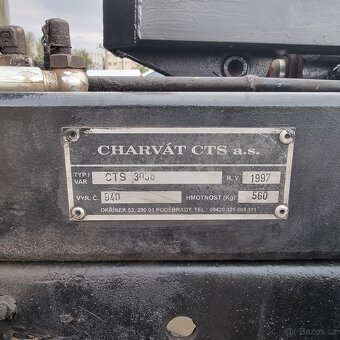 CHARVÁT CTS a.s.
TYP / VAR CTS 3038 R.V. 1997
VYR. Č. 940 HMOTNOST (Kg) 560
OKŘÍNEK 53, 290 01 PODĚBRADY, TEL. 00420 325 608 111